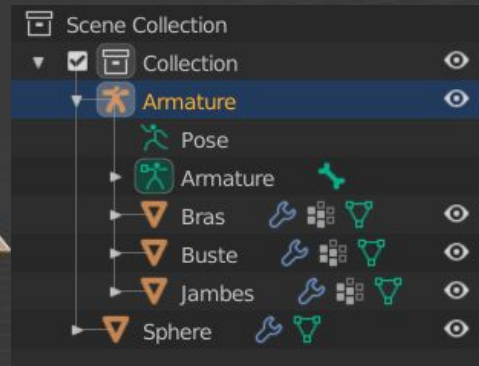 Scene Collection
Collection
Armature
Pose
Armature
Bras
Buste
Jambes
Sphere